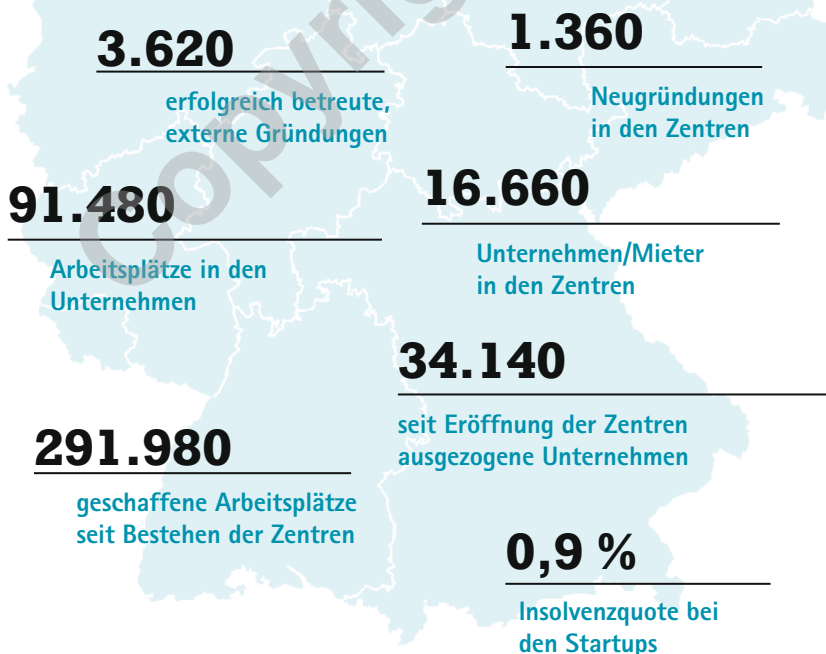 3.620
erfolgreich betreute,
externe Gründungen
1.360
Neugründungen
in den Zentren
91.480
Arbeitsplätze in den
Unternehmen
16.660
Unternehmen/Mieter
in den Zentren
34.140
seit Eröffnung der Zentren
ausgezogene Unternehmen
291.980
geschaffene Arbeitsplätze
seit Bestehen der Zentren
0,9 %
Insolvenzquote bei
den Startups
Copyrig